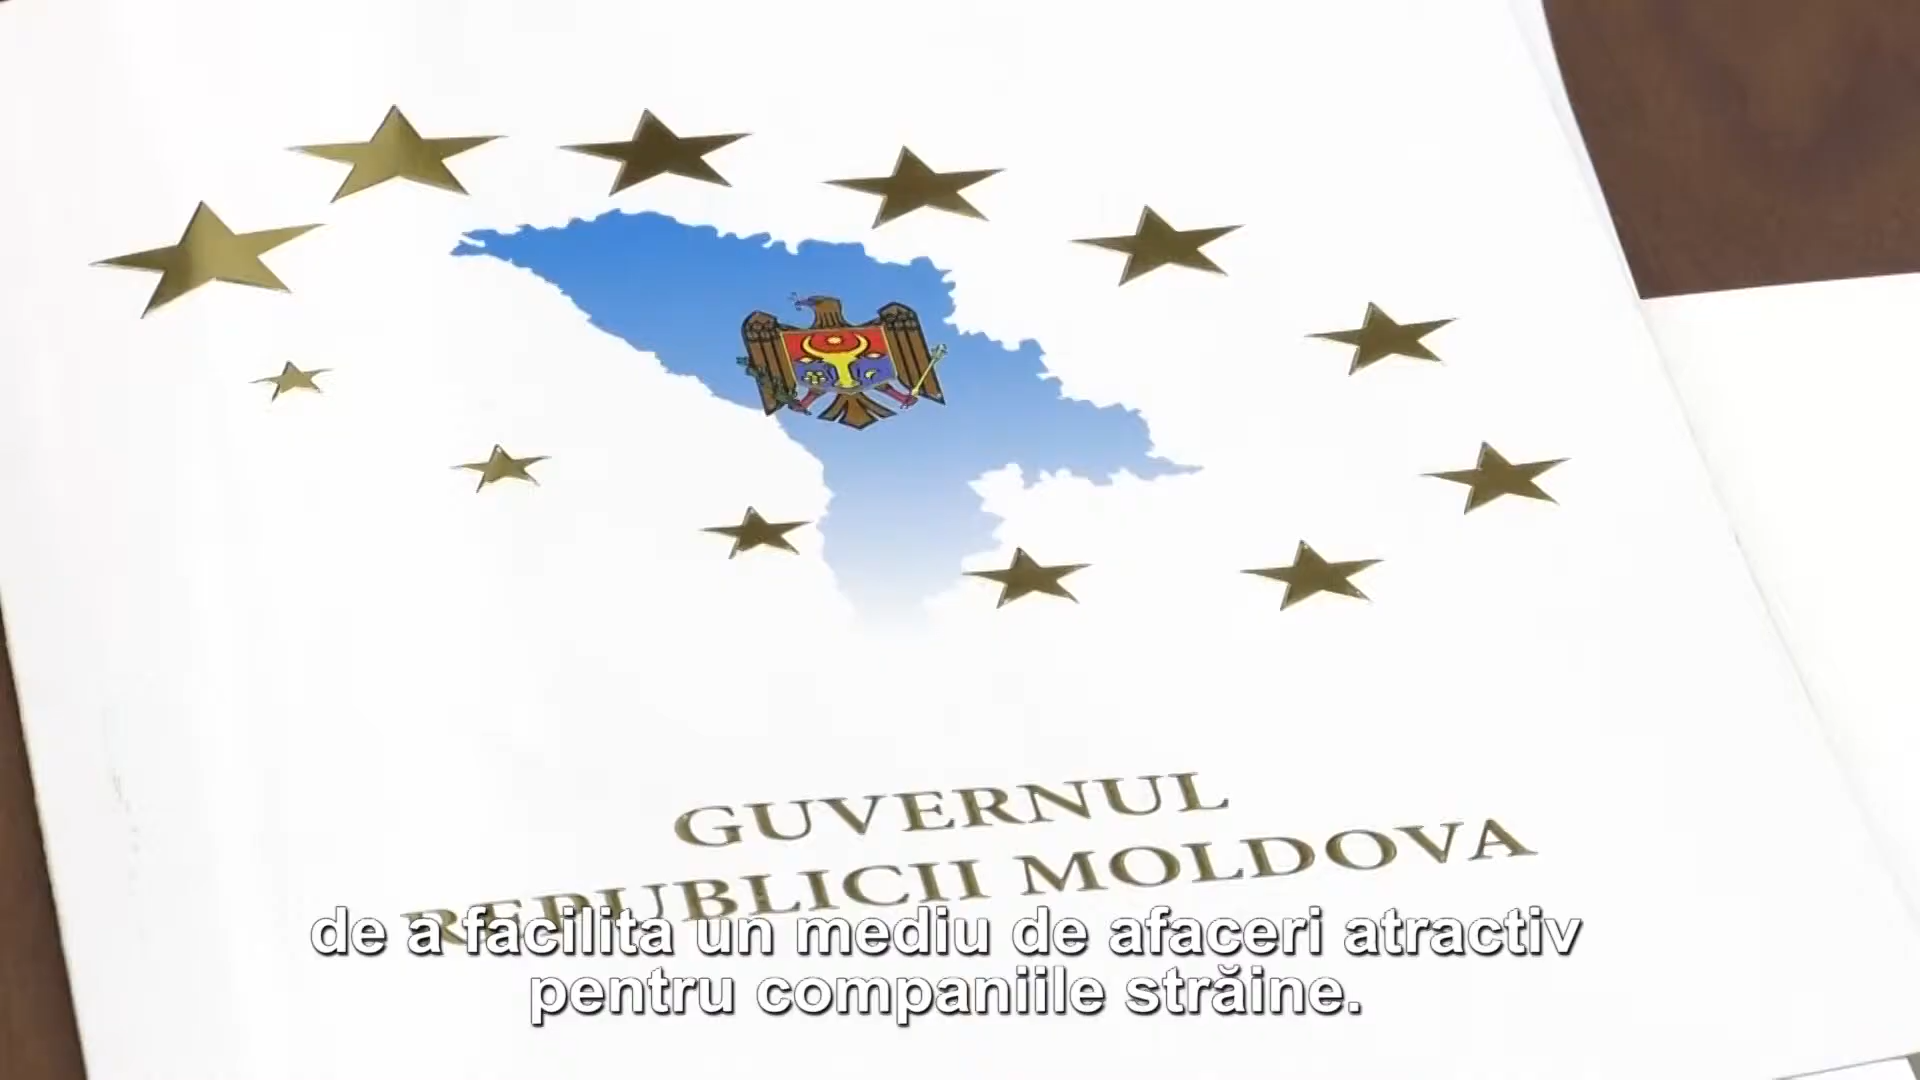 GUVERNUL
REPUBLICII MOLDOVA
de a facilita un mediu de afaceri atractiv
pentru companiile străine.